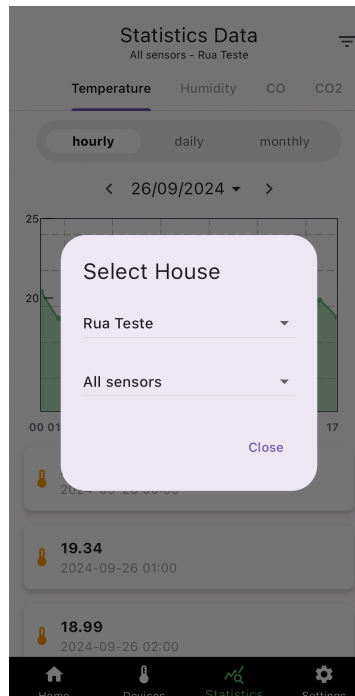 Statistics Data
All sensors - Rua Teste
Temperature Humidity CO CO2
hourly daily monthly
26/09/2024
25
Select House
20
Rua Teste
All sensors
00 01 17
Close
19.34
2024-09-26 01:00
18.99
2024-09-26 02:00
Home Devices Statistics Settings